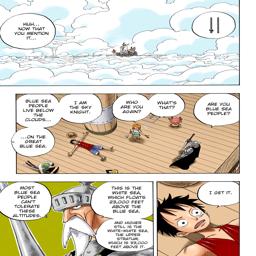 HUH...
NOW THAT
YOU MENTION
IT...
ARE YOU
BLUE SEA
PEOPLE?
WHAT'S
THAT?
WHO
ARE YOU
AGAIN?
I AM
THE SKY
KNIGHT.
BLUE SEA
PEOPLE LIVE
BELOW
THE
CLOUDS...
...ON THE
GREAT
BLUE SEA.
I GET IT.
THIS IS THE
WHITE SEA,
WHICH FLOATS
23,000 FEET
ABOVE THE
BLUE SEA.
AND HIGHER
STILL IS THE
WHITE-WHITE SEA,
THE UPPER
STRATUM,
WHICH IS 33,000
FEET ABOVE IT.
MOST
BLUE SEA
PEOPLE
CAN'T
TOLERATE
THESE
ALTITUDES.